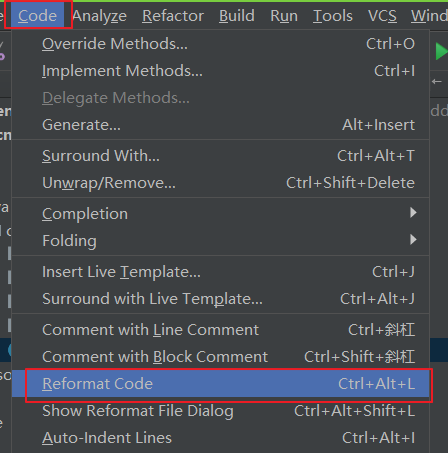 Code Analyze Refactor Build Run Tools VCS Wind
Override Methods... Ctrl+O
Implement Methods... Ctrl+I
Delegate Methods...
Generate... Alt+Insert
Surround With... Ctrl+Alt+T
Unwrap/Remove... Ctrl+Shift+Delete
Completion
Folding
Insert Live Template... Ctrl+J
Surround with Live Template... Ctrl+Alt+J
Comment with Line Comment Ctrl+斜杠
Comment with Block Comment Ctrl+Shift+斜杠
Reformat Code Ctrl+Alt+L
Show Reformat File Dialog Ctrl+Alt+Shift+L
Auto-Indent Lines Ctrl+Alt+I